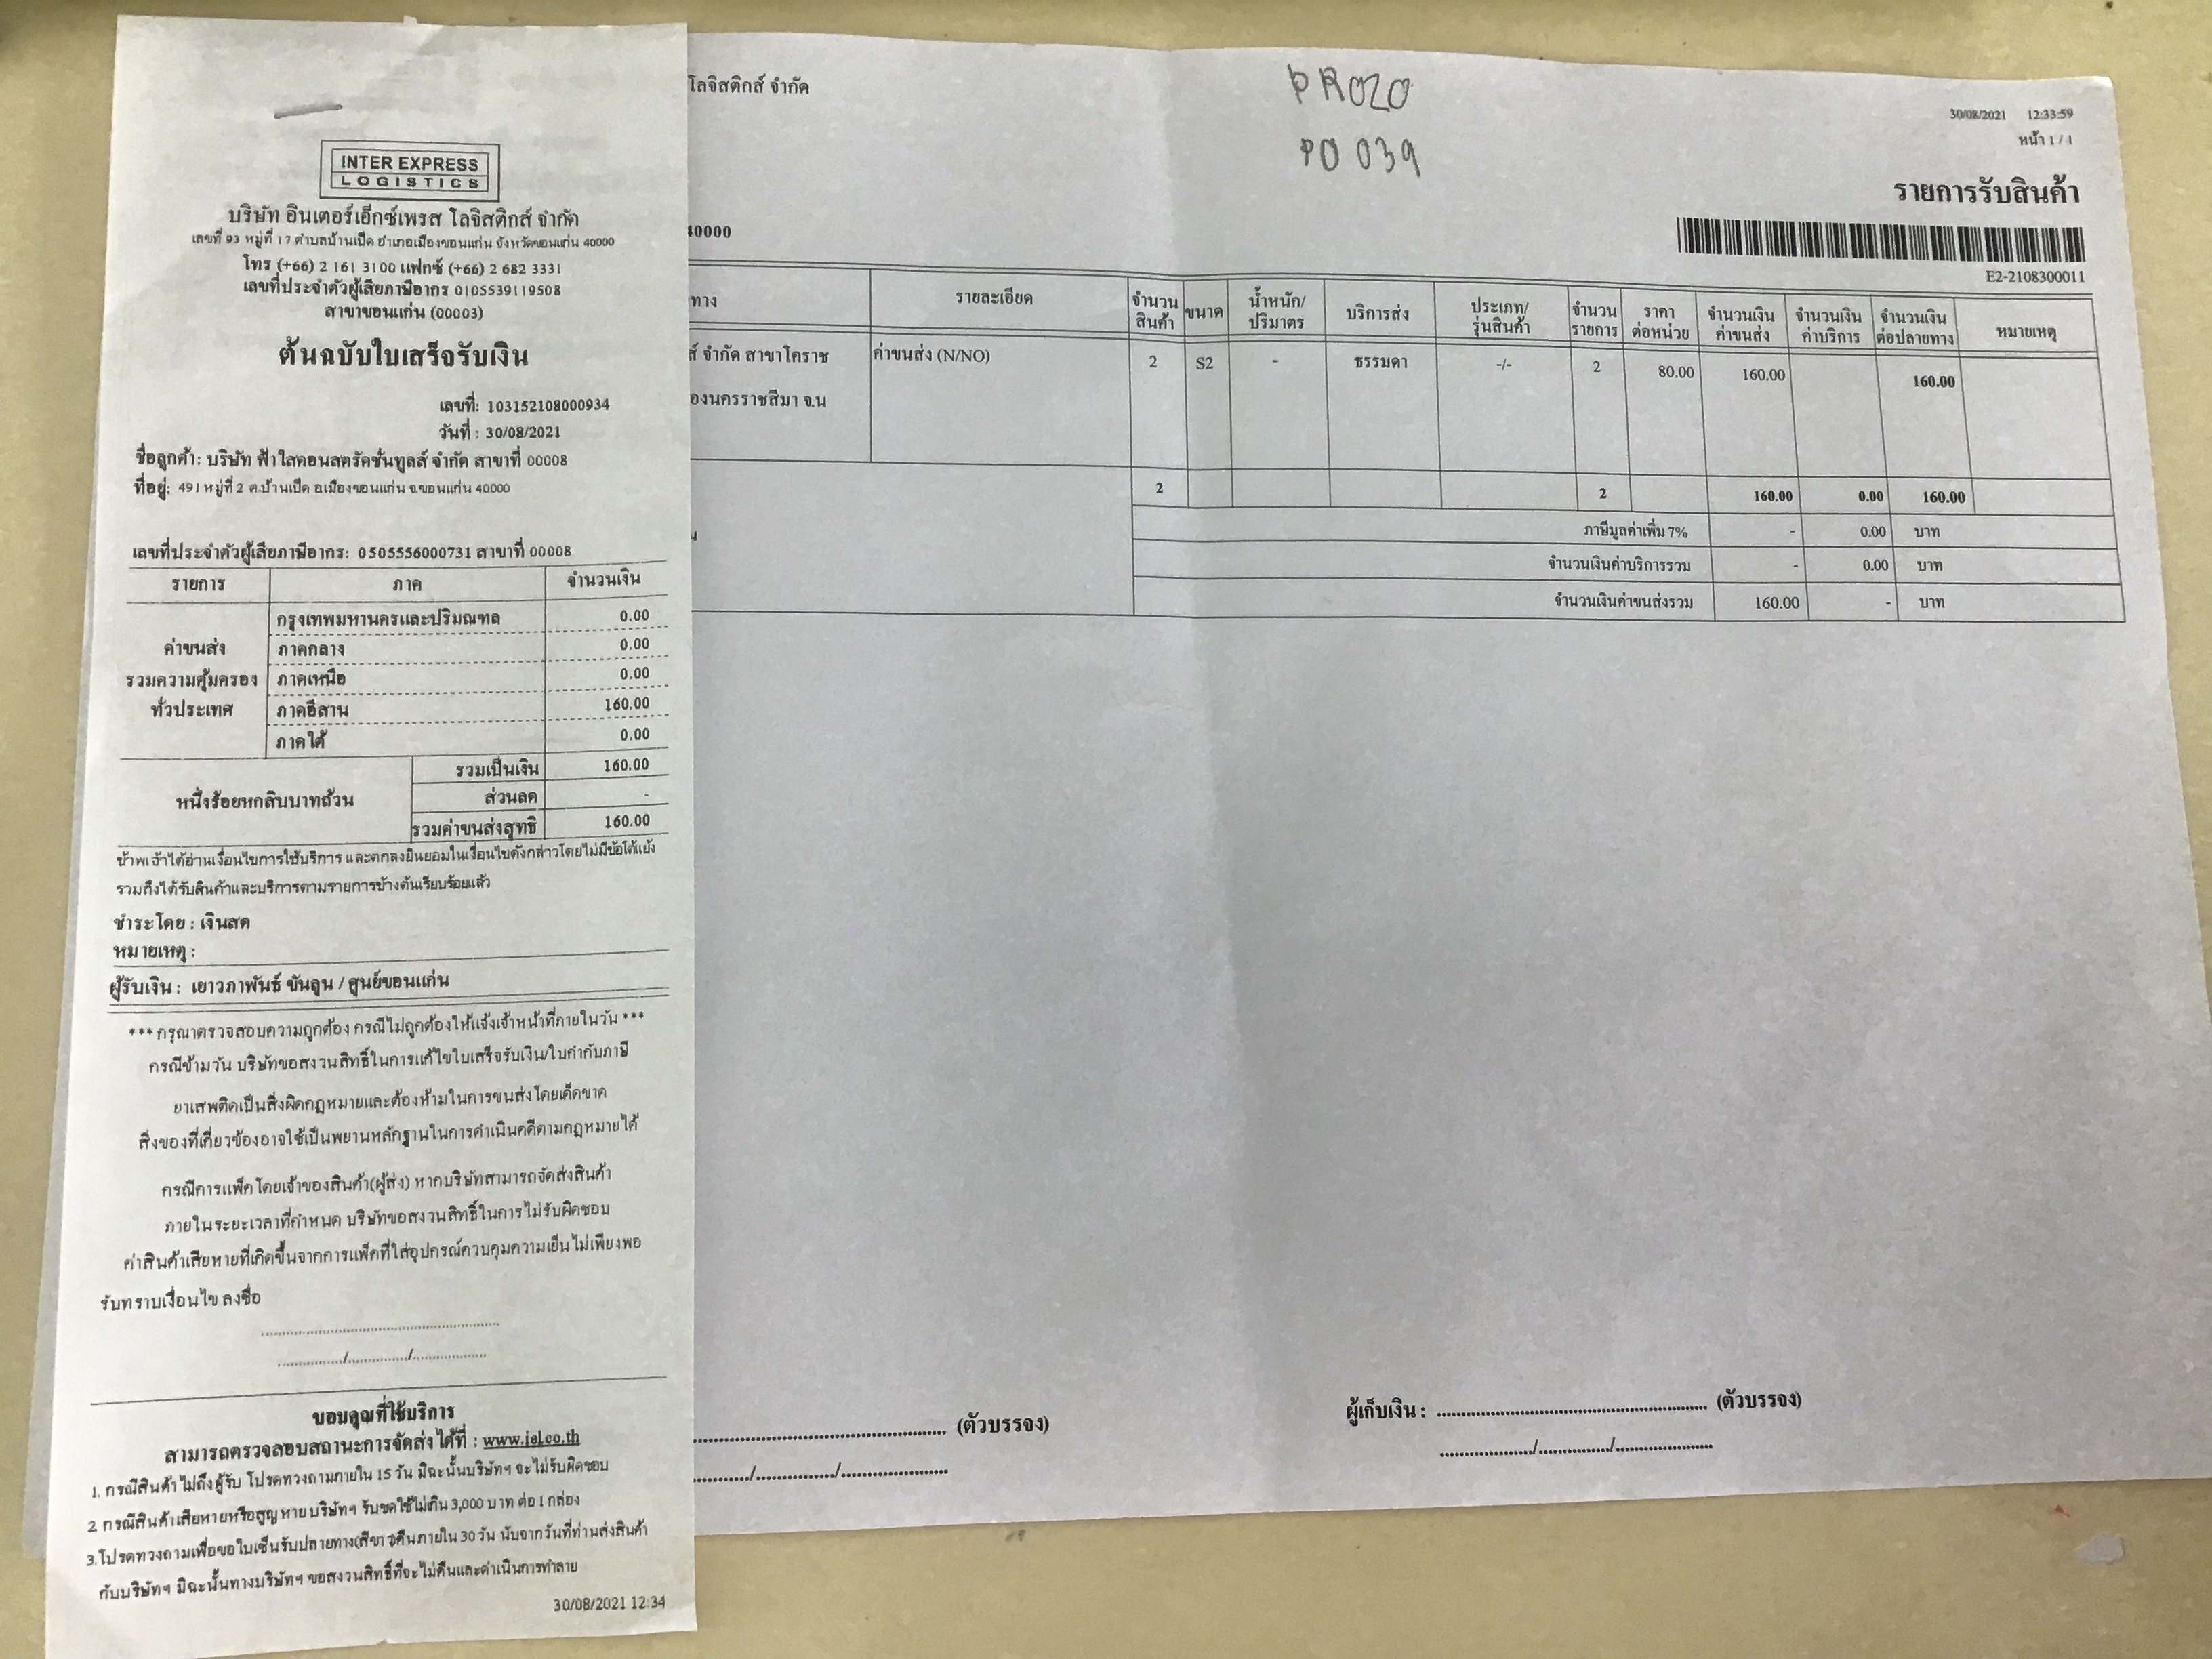 INTER EXPRESS
LOGISTICS
บริษัท อินเตอร์เอ็กซ์เพรส โลจิสติกส์ จำกัด
เลขที่ 93 หมู่ที่ 17 ตำบลบ้านเป็ด อำเภอเมืองขอนแก่น จังหวัดขอนแก่น 40000
โทร (+66) 2 161 3100 แฟกซ์ (+66) 2 682 3331
เลขที่ประจำตัวผู้เสียภาษีอากร 0105539119508
สาขาขอนแก่น (00003)
ต้นฉบับใบเสร็จรับเงิน
เลขที่: 103152108000934
วันที่ : 30/08/2021
ชื่อลูกค้า: บริษัท ฟ้าใสคอนสตรัคชั่นทูลส์ จำกัด สาขาที่ 00008
ที่อยู่: 491 หมู่ที่ 2 ต.บ้านเป็ด อ.เมืองขอนแก่น จ.ขอนแก่น 40000
เลขที่ประจำตัวผู้เสียภาษีอากร: 0505556000731 สาขาที่ 00008
รายการ ภาค จำนวนเงิน
กรุงเทพมหานครและปริมณฑล 0.00
ค่าขนส่ง ภาคกลาง 0.00
รวมความคุ้มครอง ภาคเหนือ 0.00
ทั่วประเทศ ภาคอีสาน 160.00
ภาคใต้ 0.00
รวมเป็นเงิน 160.00
หนึ่งร้อยหกสิบบาทถ้วน ส่วนลด -
รวมค่าขนส่งสุทธิ 160.00
ข้าพเจ้าได้อ่านเงื่อนไขการใช้บริการ และตกลงยินยอมในเงื่อนไขดังกล่าวโดยไม่มีข้อโต้แย้ง
รวมถึงได้รับสินค้าและบริการตามรายการข้างต้นเรียบร้อยแล้ว
ชำระโดย : เงินสด
หมายเหตุ :
ผู้รับเงิน : เยาวภาพันธ์ ขันลุน / ศูนย์ขอนแก่น
*** กรุณาตรวจสอบความถูกต้อง กรณีไม่ถูกต้องให้แจ้งเจ้าหน้าที่ภายในวัน ***
กรณีข้ามวัน บริษัทขอสงวนสิทธิ์ในการแก้ไขใบเสร็จรับเงิน/ใบกำกับภาษี
ยาเสพติดเป็นสิ่งผิดกฎหมายและต้องห้ามในการขนส่งโดยเด็ดขาด
สิ่งของที่เกี่ยวข้องอาจใช้เป็นพยานหลักฐานในการดำเนินคดีตามกฎหมายได้
กรณีการแพ็คโดยเจ้าของสินค้า(ผู้ส่ง) หากบริษัทสามารถจัดส่งสินค้า
ภายในระยะเวลาที่กำหนด บริษัทขอสงวนสิทธิ์ในการไม่รับผิดชอบ
ค่าสินค้าเสียหายที่เกิดขึ้นจากการแพ็คที่ใส่อุปกรณ์ควบคุมความเย็นไม่เพียงพอ
รับทราบเงื่อนไข ลงชื่อ
............/............/............
ขอบคุณที่ใช้บริการ
สามารถตรวจสอบสถานะการจัดส่งได้ที่ : www.iel.co.th
1. กรณีสินค้าไม่ถึงผู้รับ โปรดทวงถามภายใน 15 วัน มิฉะนั้นบริษัทฯ จะไม่รับผิดชอบ
2. กรณีสินค้าเสียหายหรือสูญหาย บริษัทฯ รับชดใช้ไม่เกิน 3,000 บาท ต่อ 1 กล่อง
3.โปรดทวงถามเพื่อขอใบเซ็นรับปลายทาง(สีขาว)คืนภายใน 30 วัน นับจากวันที่ท่านส่งสินค้า
กับบริษัทฯ มิฉะนั้นทางบริษัทฯ ขอสงวนสิทธิ์ที่จะไม่คืนและดำเนินการทำลาย
30/08/2021 12:34
โลจิสติกส์ จำกัด
PR020
PO 039
30/08/2021 12:33:59
หน้า 1 / 1
รายการรับสินค้า
40000
E2-2108300011
ทาง รายละเอียด จำนวนสินค้า ขนาด น้ำหนัก/ปริมาตร บริการส่ง ประเภท/รุ่นสินค้า จำนวนรายการ ราคาต่อหน่วย จำนวนเงินค่าขนส่ง จำนวนเงินค่าบริการ จำนวนเงินต่อปลายทาง หมายเหตุ
ส์ จำกัด สาขาโคราช ค่าขนส่ง (N/NO) 2 S2 - ธรรมดา -/- 2 80.00 160.00 160.00
องนครราชสีมา จ.น
2 2 160.00 0.00 160.00
ภาษีมูลค่าเพิ่ม 7% - 0.00 บาท
จำนวนเงินค่าบริการรวม - 0.00 บาท
จำนวนเงินค่าขนส่งรวม 160.00 - บาท
(ตัวบรรจง)
............/............/............
ผู้เก็บเงิน : ............ (ตัวบรรจง)
............/............/............